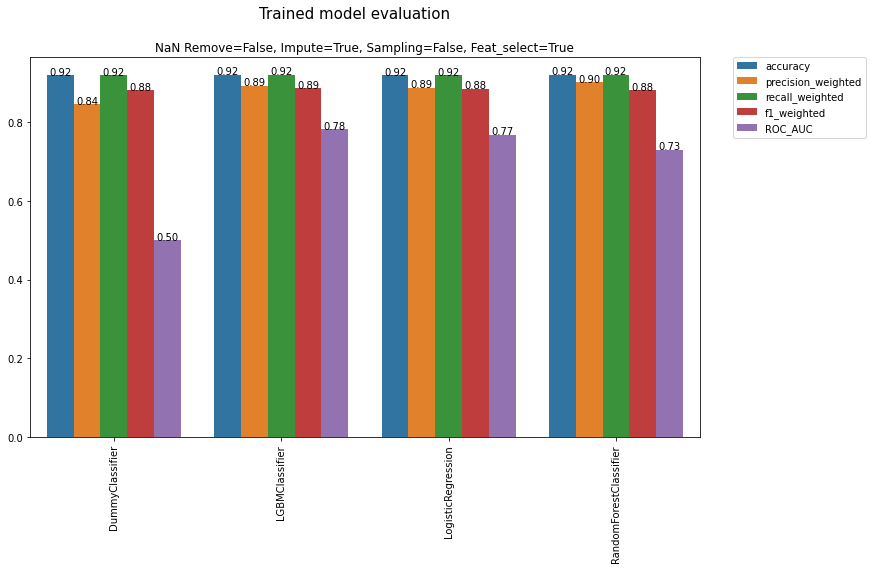 Trained model evaluation
NaN Remove=False, Impute=True, Sampling=False, Feat_select=True
accuracy
precision_weighted
recall_weighted
f1_weighted
ROC_AUC
0.92 0.84 0.92 0.88 0.50
0.92 0.89 0.92 0.89 0.78
0.92 0.89 0.92 0.88 0.77
0.92 0.90 0.92 0.88 0.73
0.8
0.6
0.4
0.2
0.0
DummyClassifier
LGBMClassifier
LogisticRegression
RandomForestClassifier